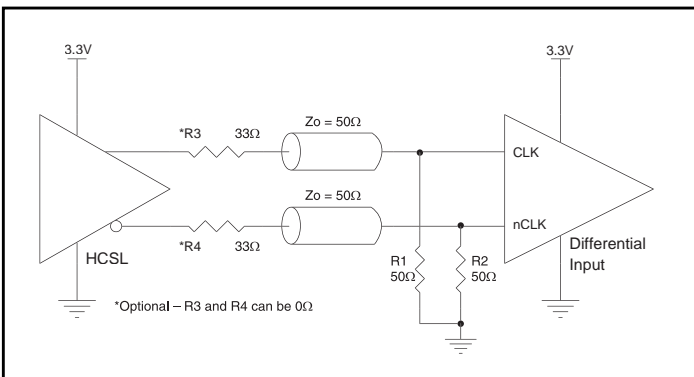 3.3V
3.3V
*R3
33Ω
Zo = 50Ω
CLK
Zo = 50Ω
nCLK
*R4
33Ω
HCSL
R1
50Ω
R2
50Ω
Differential
Input
*Optional – R3 and R4 can be 0Ω